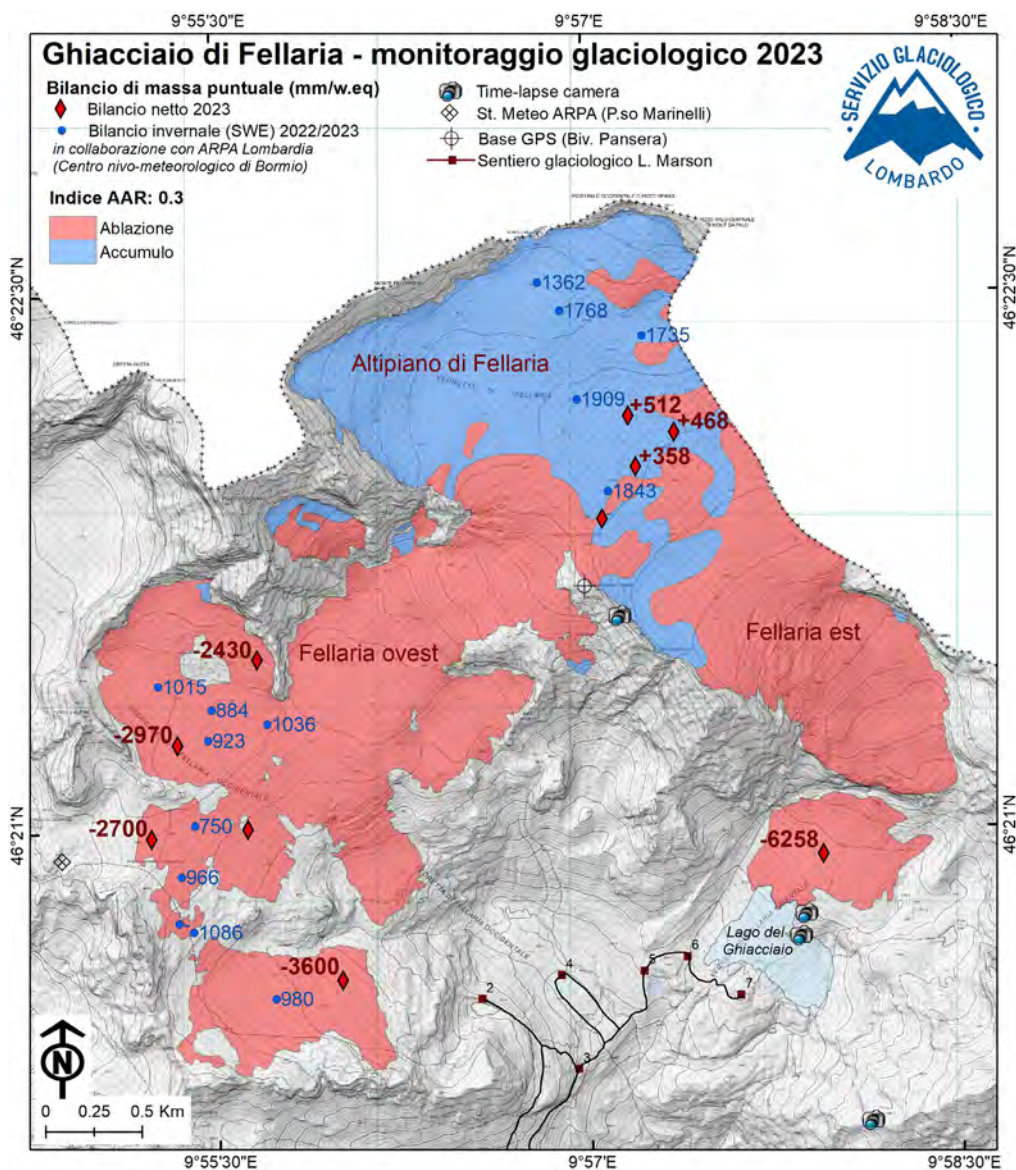 9°55'30"E
9°57'E
9°58'30"E
Ghiacciaio di Fellaria - monitoraggio glaciologico 2023
Bilancio di massa puntuale (mm/w.eq)
Bilancio netto 2023
Bilancio invernale (SWE) 2022/2023
in collaborazione con ARPA Lombardia
(Centro nivo-meteorologico di Bormio)
Time-lapse camera
St. Meteo ARPA (P.so Marinelli)
Base GPS (Biv. Pansera)
Sentiero glaciologico L. Marson
SERVIZIO GLACIOLOGICO
LOMBARDO
Indice AAR: 0.3
Ablazione
Accumulo
46°22'30"N
46°22'30"N
1362
1768
1735
Altipiano di Fellaria
1909
+512
+468
+358
1843
Fellaria est
Fellaria ovest
-2430
1015
884
1036
-2970
923
-2700
750
-6258
46°21'N
46°21'N
966
1086
Lago del
Ghiacciaio
-3600
980
2
4
5
6
7
3
N
0 0.25 0.5 Km
9°55'30"E
9°57'E
9°58'30"E